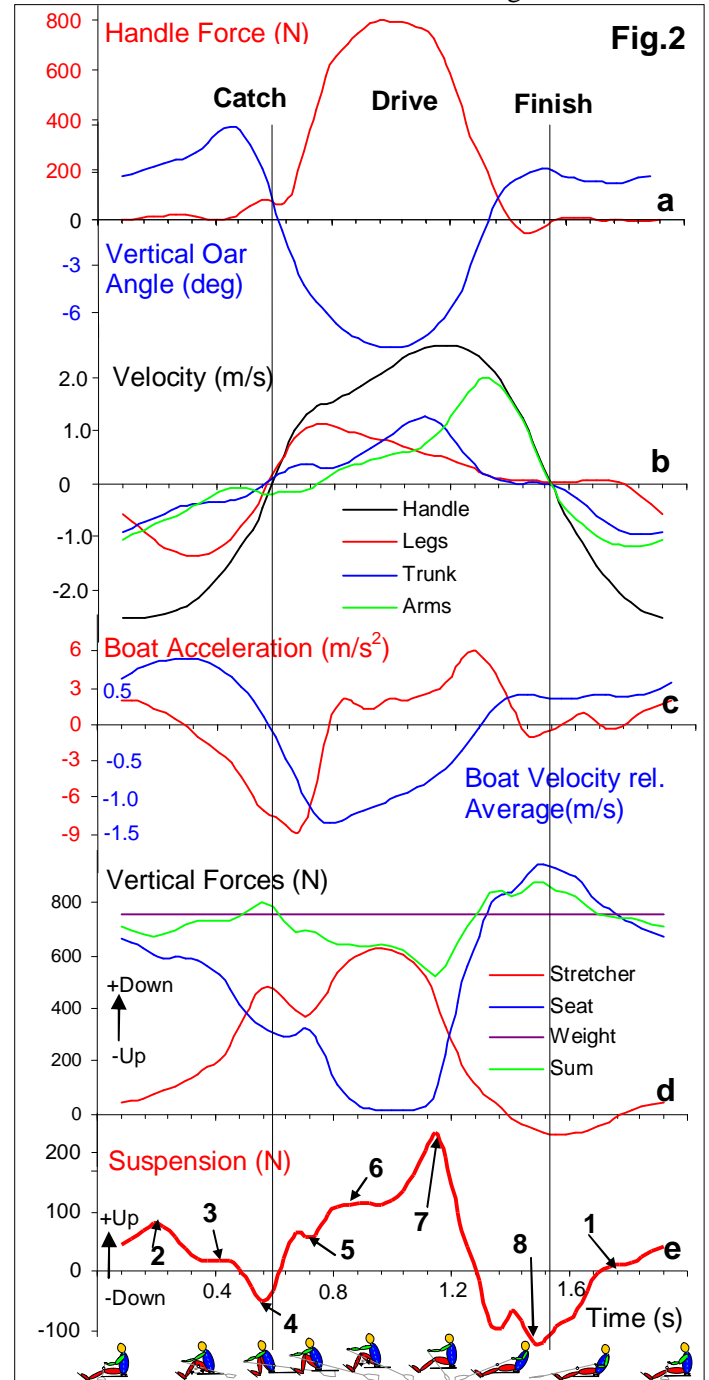 Handle Force (N)
Fig.2
800
600
400
200
0
-3
-6
Catch
Drive
Finish
a
Vertical Oar
Angle (deg)
Velocity (m/s)
2.0
1.0
0
-1.0
-2.0
b
Handle
Legs
Trunk
Arms
Boat Acceleration (m/s²)
6
3
0
-3
-6
-9
0.5
-0.5
-1.0
-1.5
c
Boat Velocity rel.
Average(m/s)
Vertical Forces (N)
800
600
400
200
0
+Down
-Up
Stretcher
Seat
Weight
Sum
d
Suspension (N)
200
100
0
-100
+Up
-Down
2
3
4
5
6
7
8
1
e
0.4
0.8
1.2
1.6
Time (s)